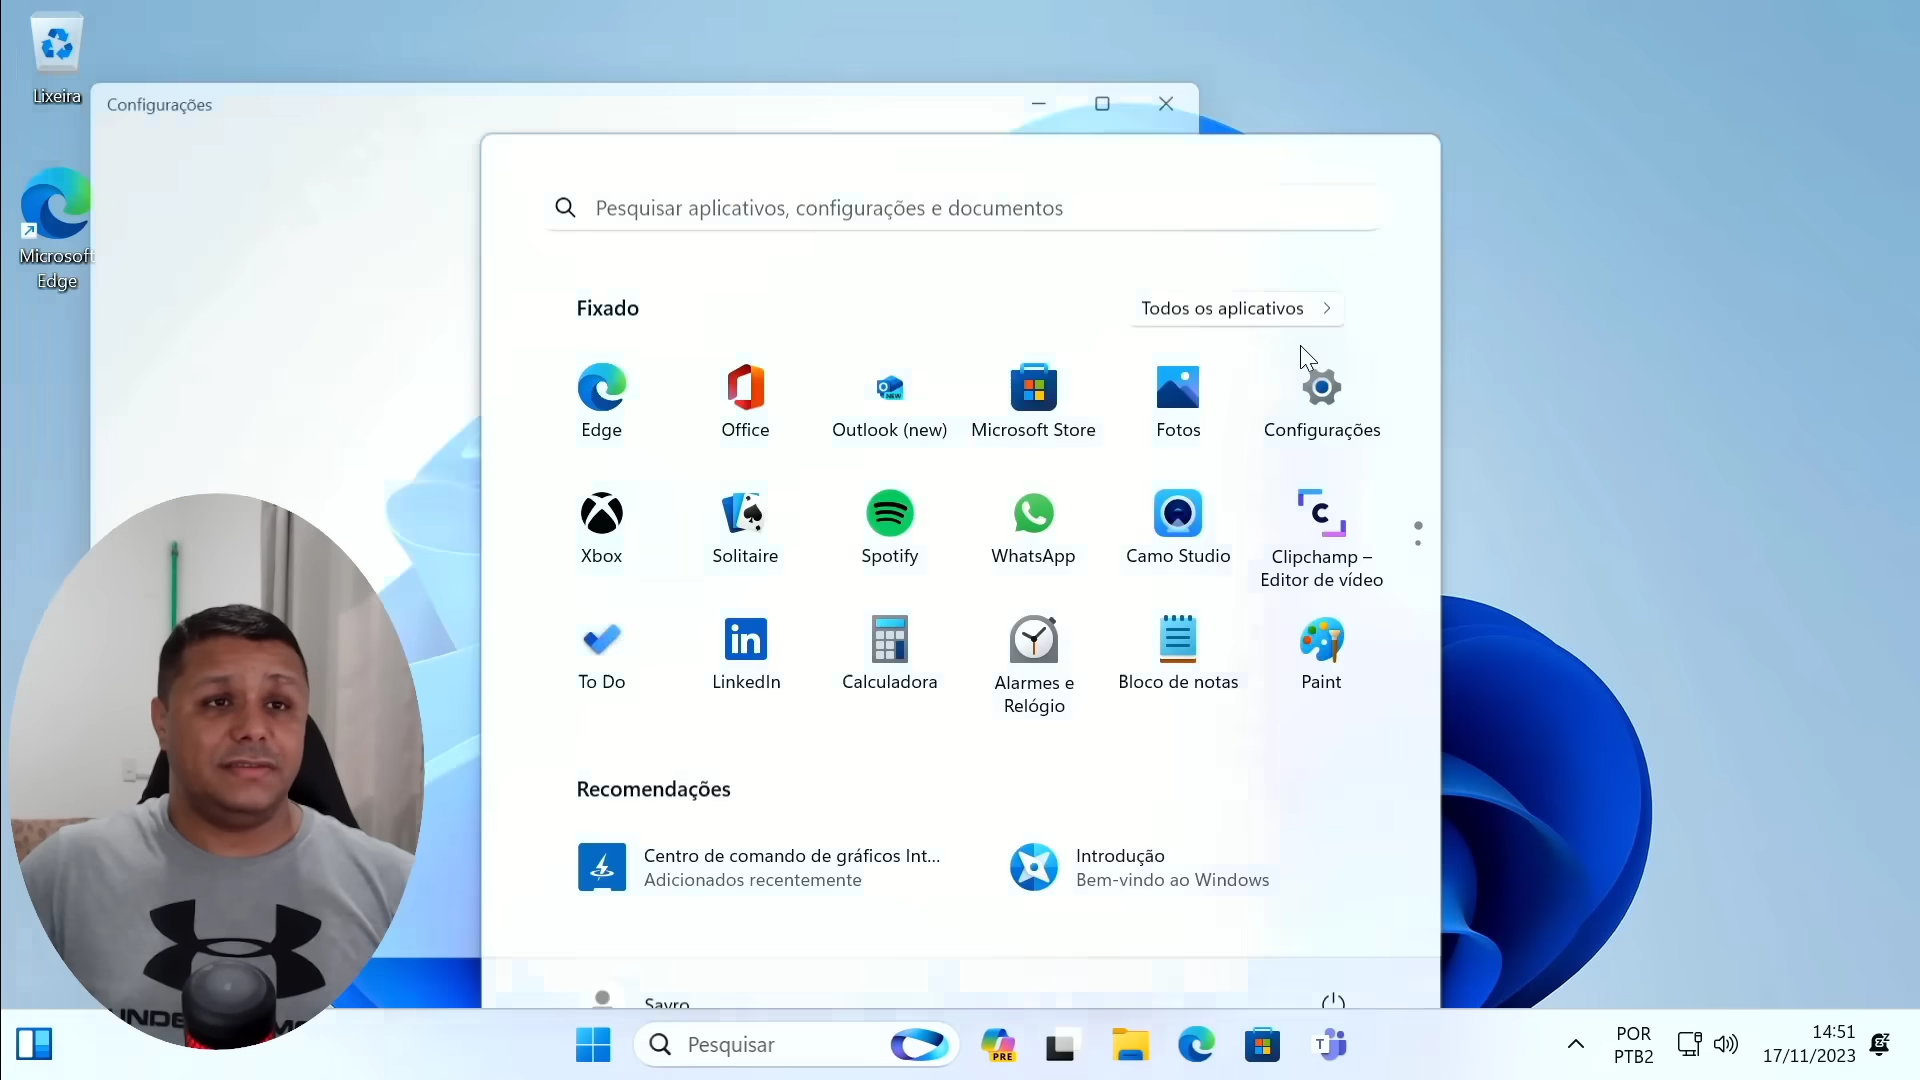 Lixeira
Configurações
Microsoft
Edge
Pesquisar aplicativos, configurações e documentos
Fixado
Todos os aplicativos
Edge
Office
Outlook (new)
Microsoft Store
Fotos
Configurações
Xbox
Solitaire
Spotify
WhatsApp
Camo Studio
Clipchamp –
Editor de vídeo
To Do
LinkedIn
Calculadora
Alarmes e
Relógio
Bloco de notas
Paint
Recomendações
Centro de comando de gráficos Int...
Adicionados recentemente
Introdução
Bem-vindo ao Windows
Sayro
Pesquisar
PRE
POR
PTB2
14:51
17/11/2023